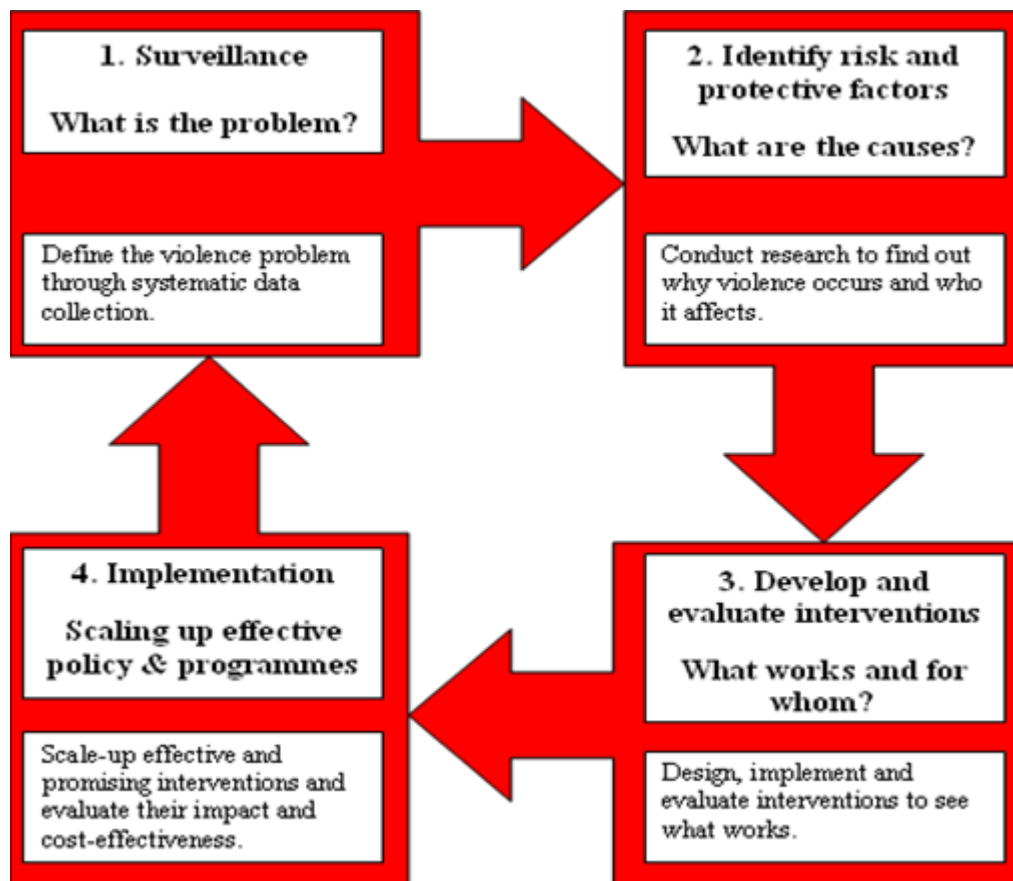 1. Surveillance
What is the problem?
Define the violence problem
through systematic data
collection.
2. Identify risk and
protective factors
What are the causes?
Conduct research to find out
why violence occurs and who
it affects.
3. Develop and
evaluate interventions
What works and for
whom?
Design, implement and
evaluate interventions to see
what works.
4. Implementation
Scaling up effective
policy & programmes
Scale-up effective and
promising interventions and
evaluate their impact and
cost-effectiveness.